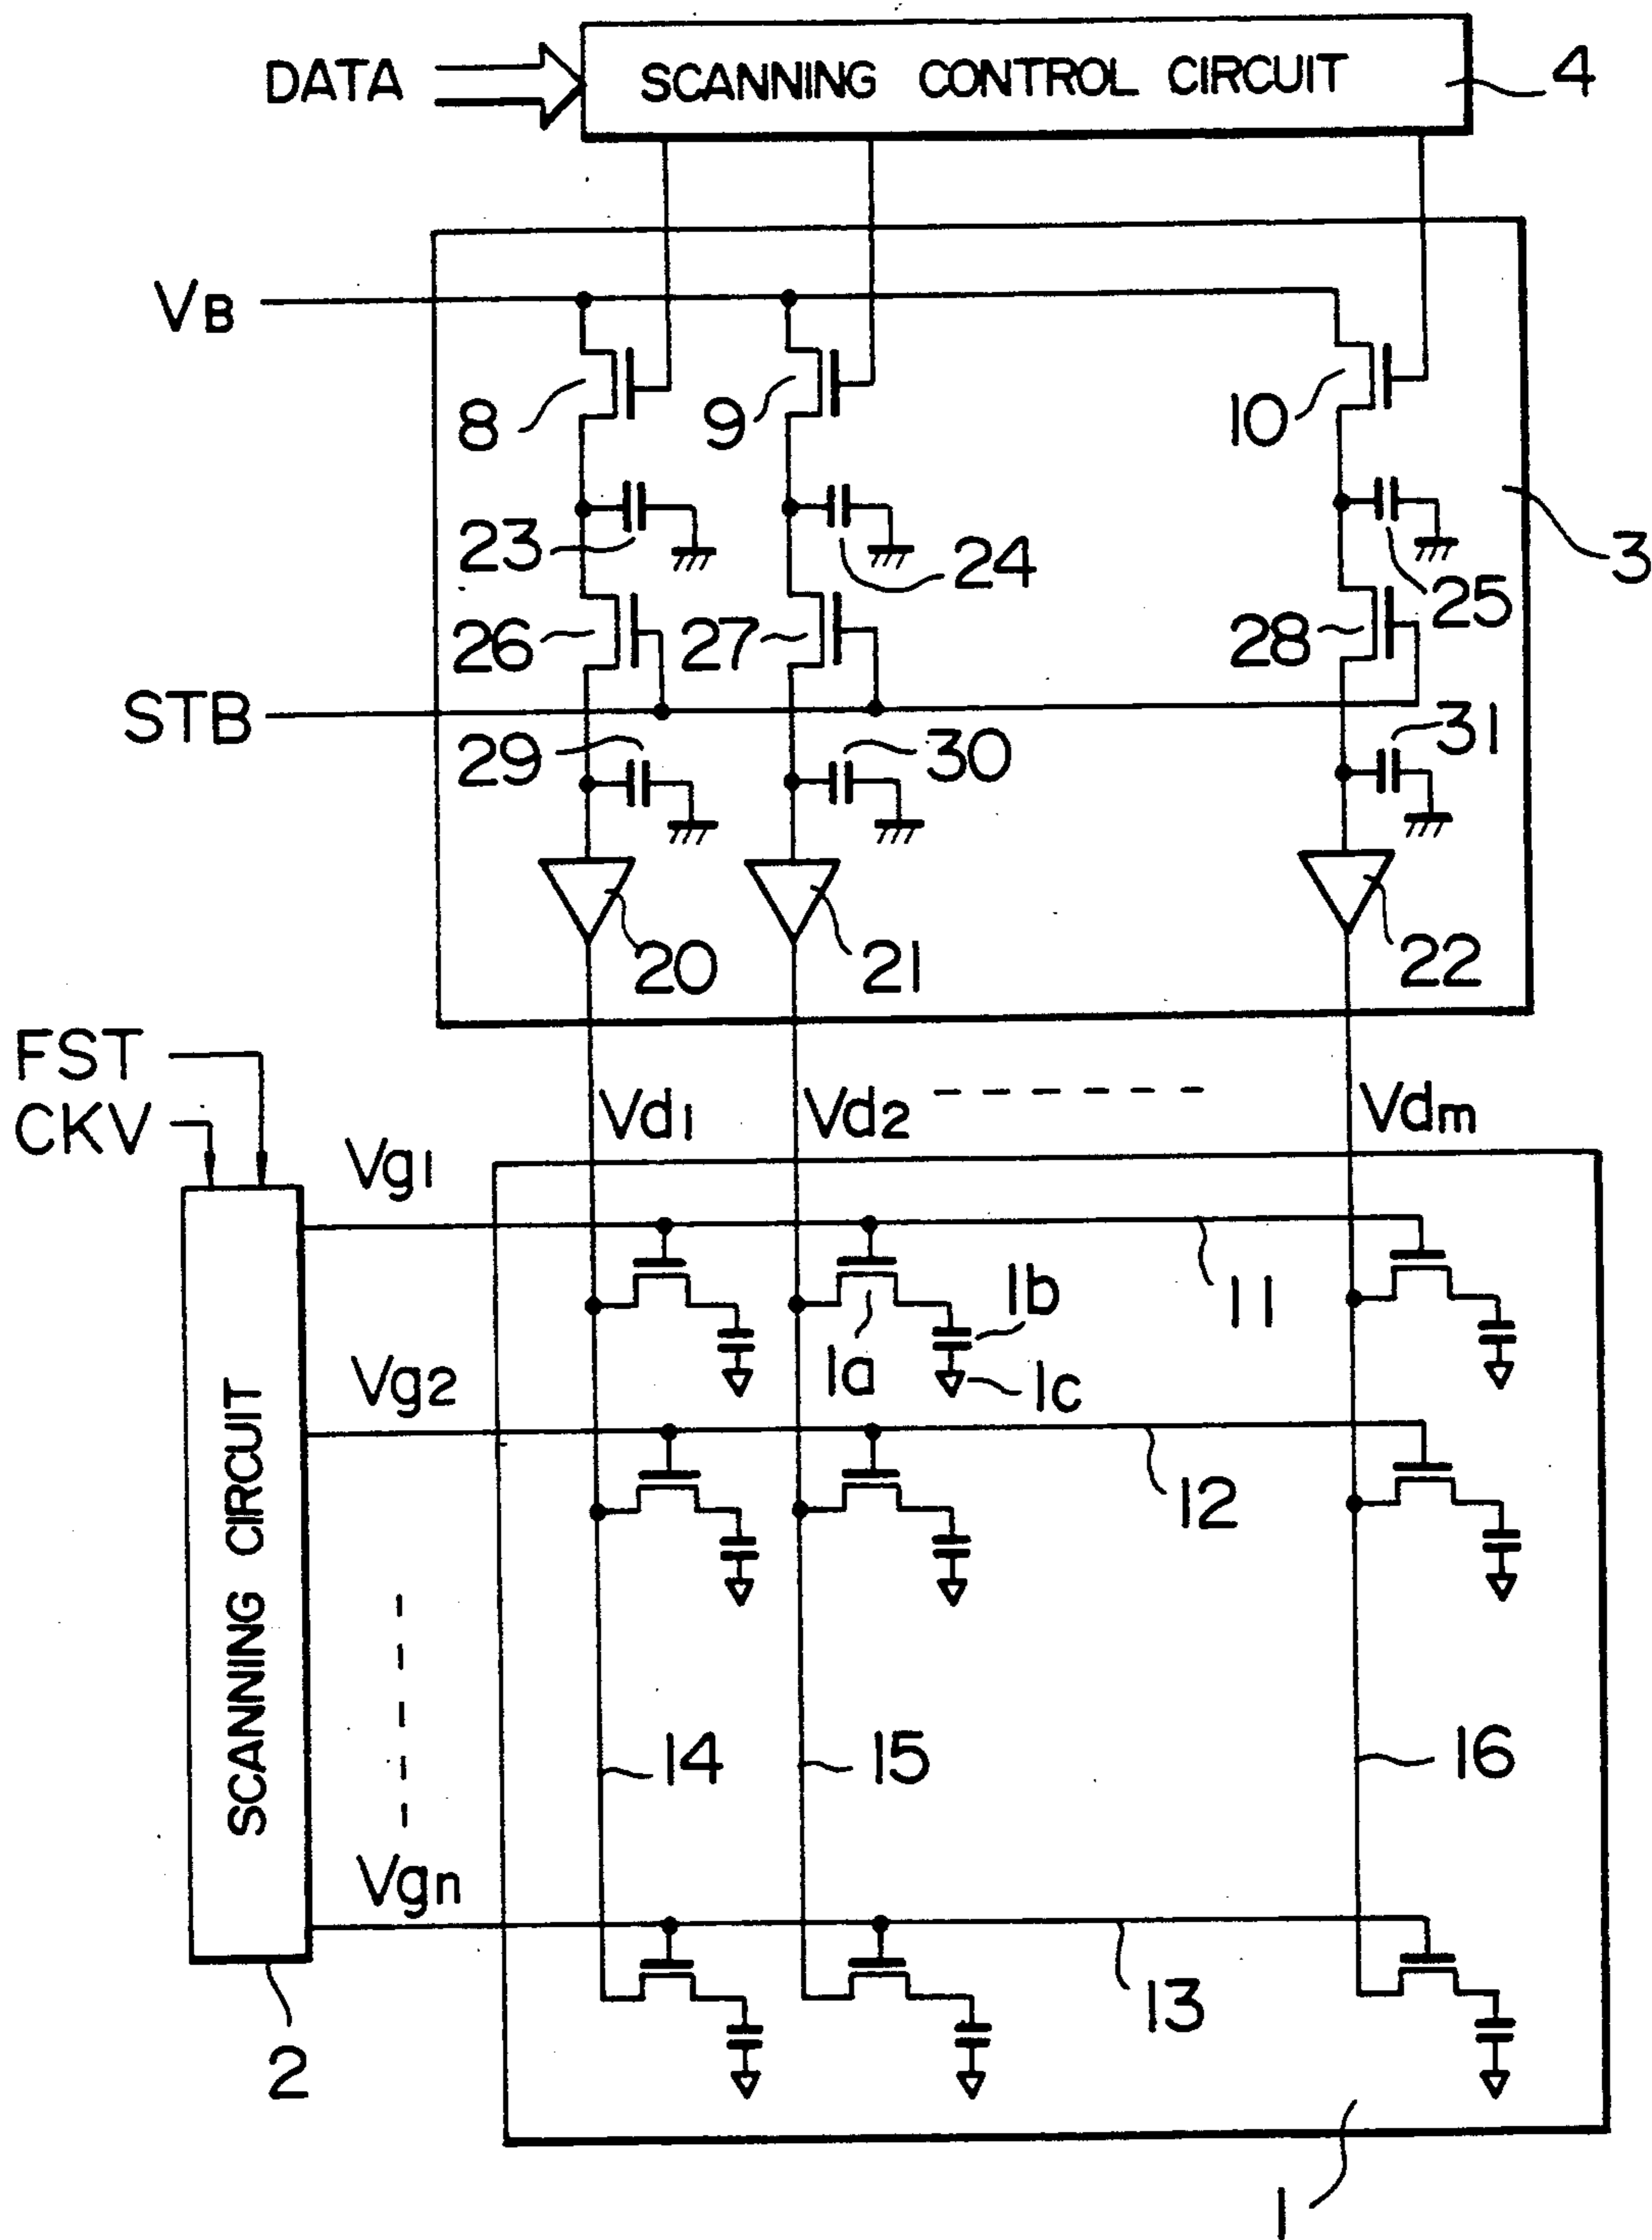 DATA
SCANNING CONTROL CIRCUIT
4
VB
8
9
10
23
24
25
3
26
27
28
STB
29
30
31
20
21
22
FST
CKV
Vd1
Vd2
Vdm
Vg1
11
1b
1a
1c
Vg2
12
SCANNING CIRCUIT
14
15
16
Vgn
13
2
1